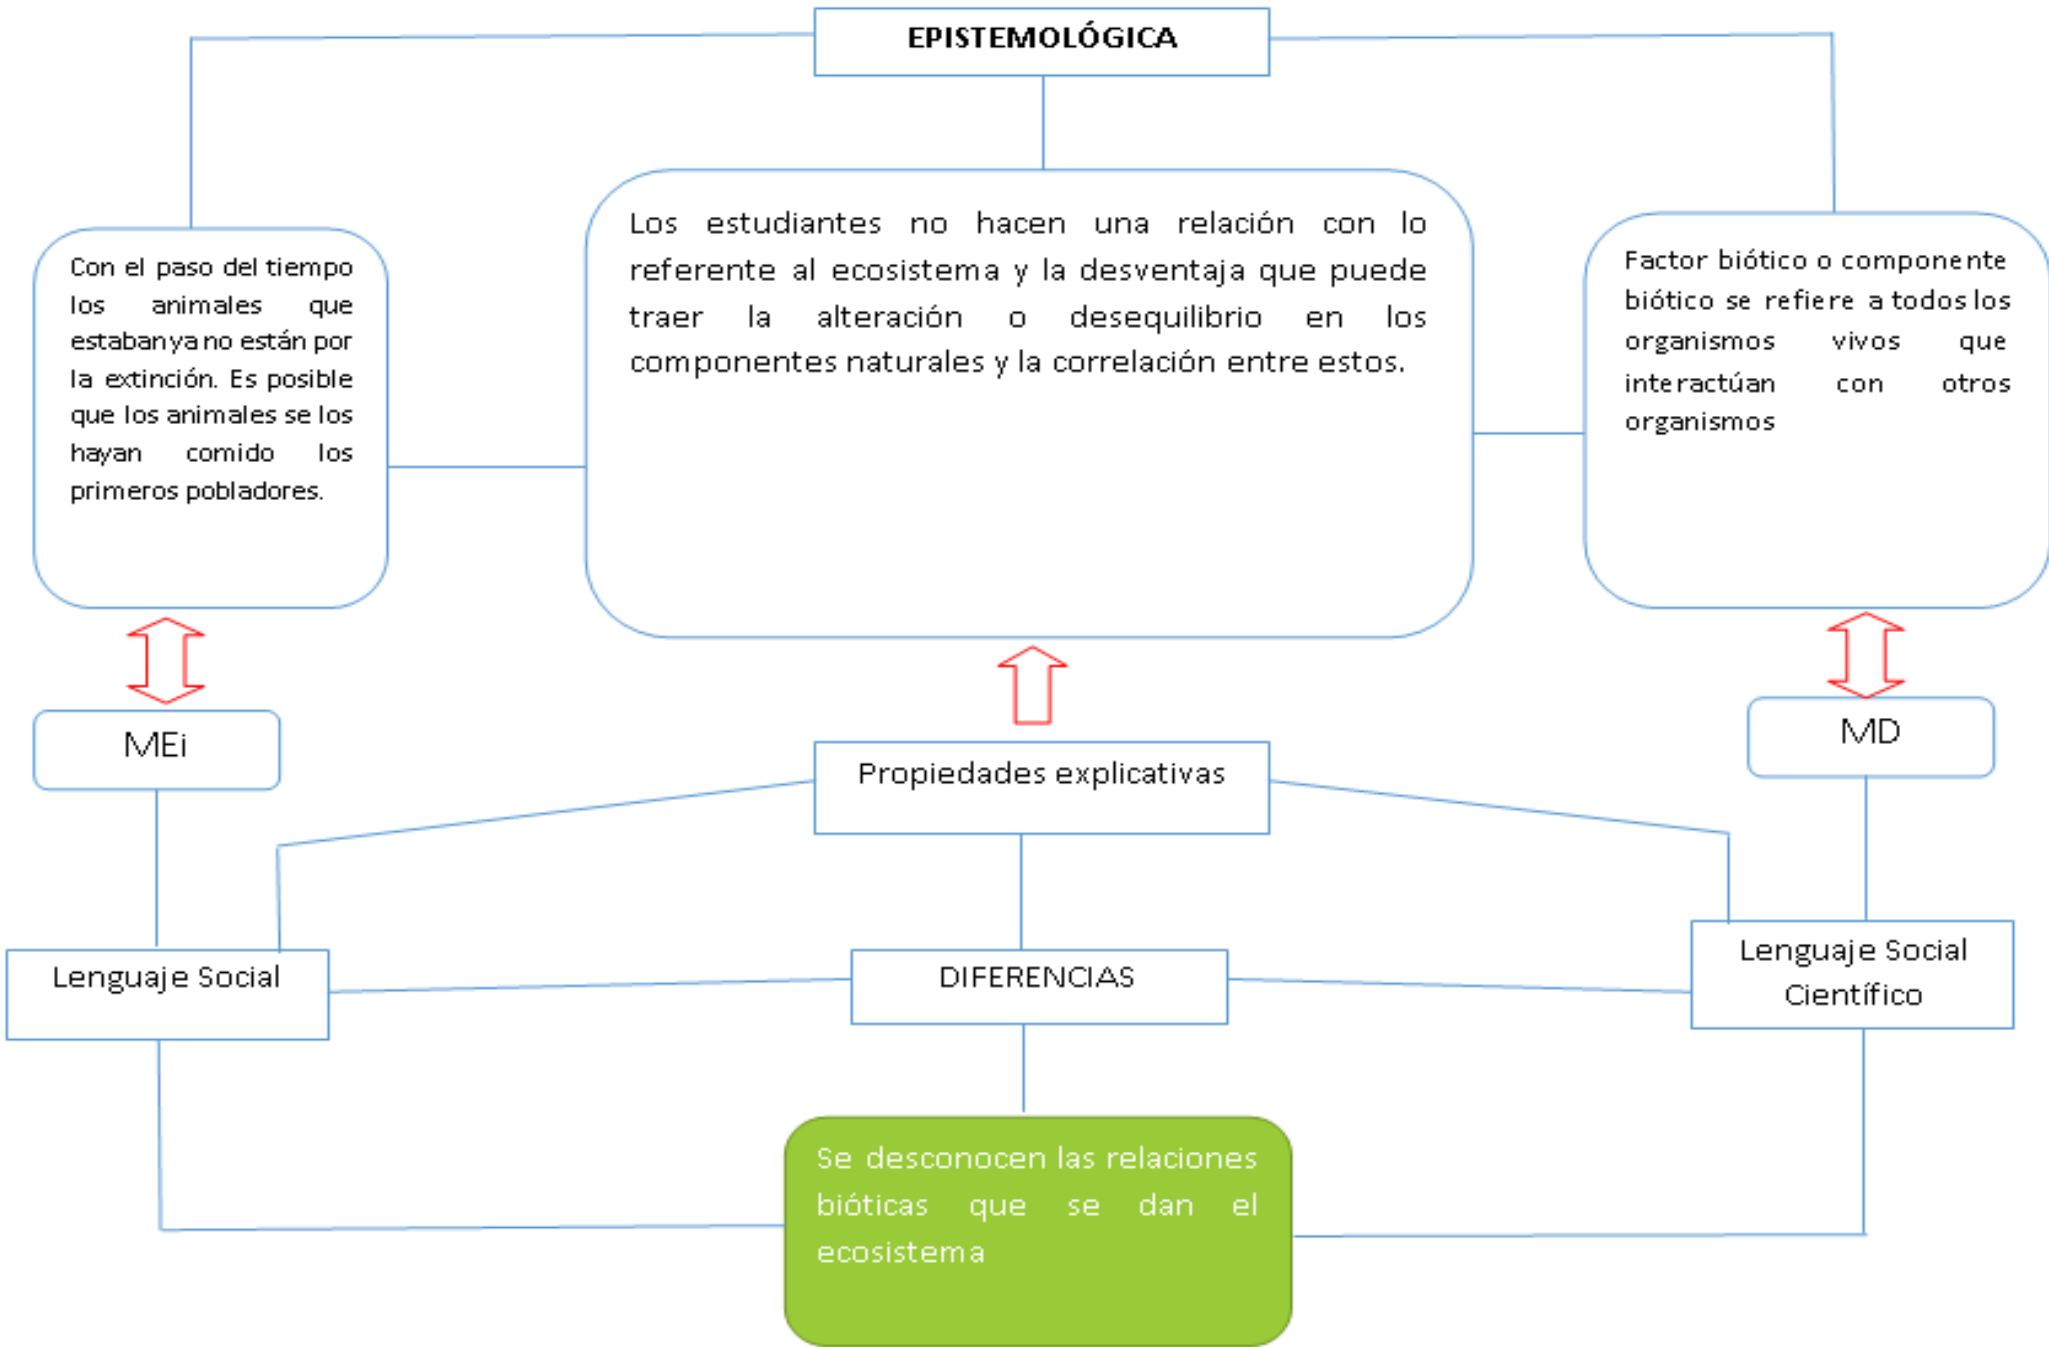 EPISTEMOLÓGICA
Con el paso del tiempo
los animales que
estaban ya no están por
la extinción. Es posible
que los animales se los
hayan comido los
primeros pobladores.
Los estudiantes no hacen una relación con lo
referente al ecosistema y la desventaja que puede
traer la alteración o desequilibrio en los
componentes naturales y la correlación entre estos.
Factor biótico o componente
biótico se refiere a todos los
organismos vivos que
interactúan con otros
organismos
MEi
Propiedades explicativas
MD
Lenguaje Social
DIFERENCIAS
Lenguaje Social
Científico
Se desconocen las relaciones
bióticas que se dan el
ecosistema